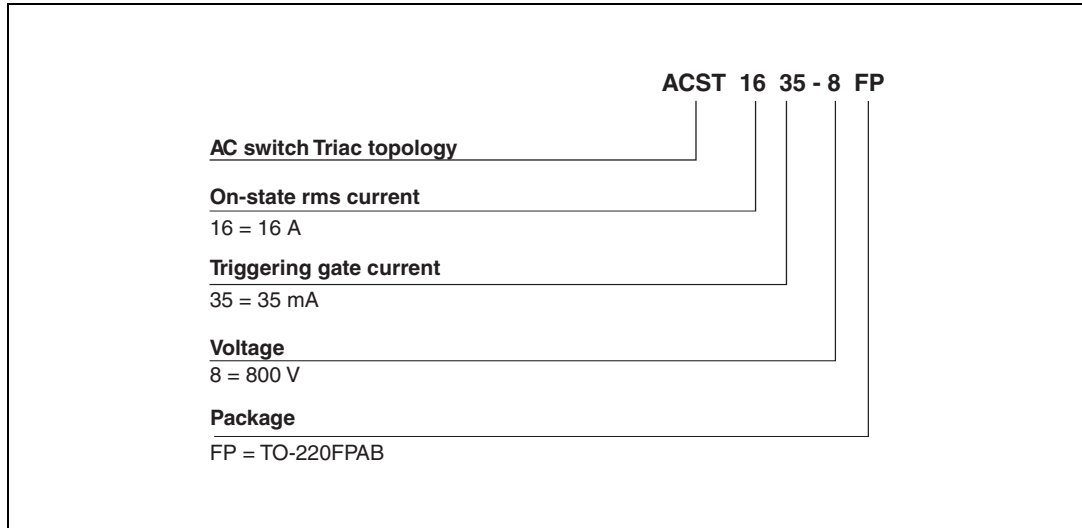 ACST 16 35 - 8 FP
AC switch Triac topology
On-state rms current
16 = 16 A
Triggering gate current
35 = 35 mA
Voltage
8 = 800 V
Package
FP = TO-220FPAB